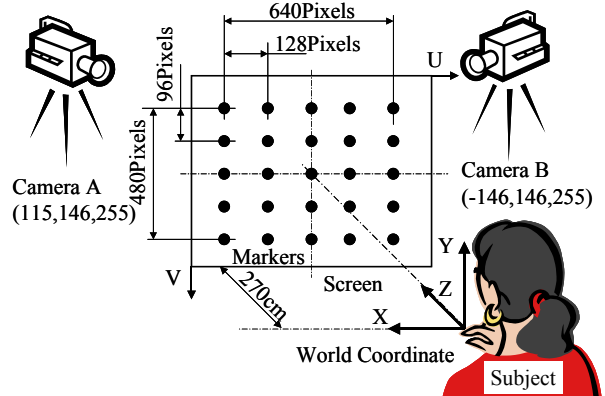 640Pixels
128Pixels
U
96Pixels
480Pixels
Camera A
(115,146,255)
Camera B
(-146,146,255)
Markers
V
Screen
270cm
Y
Z
X
World Coordinate
Subject